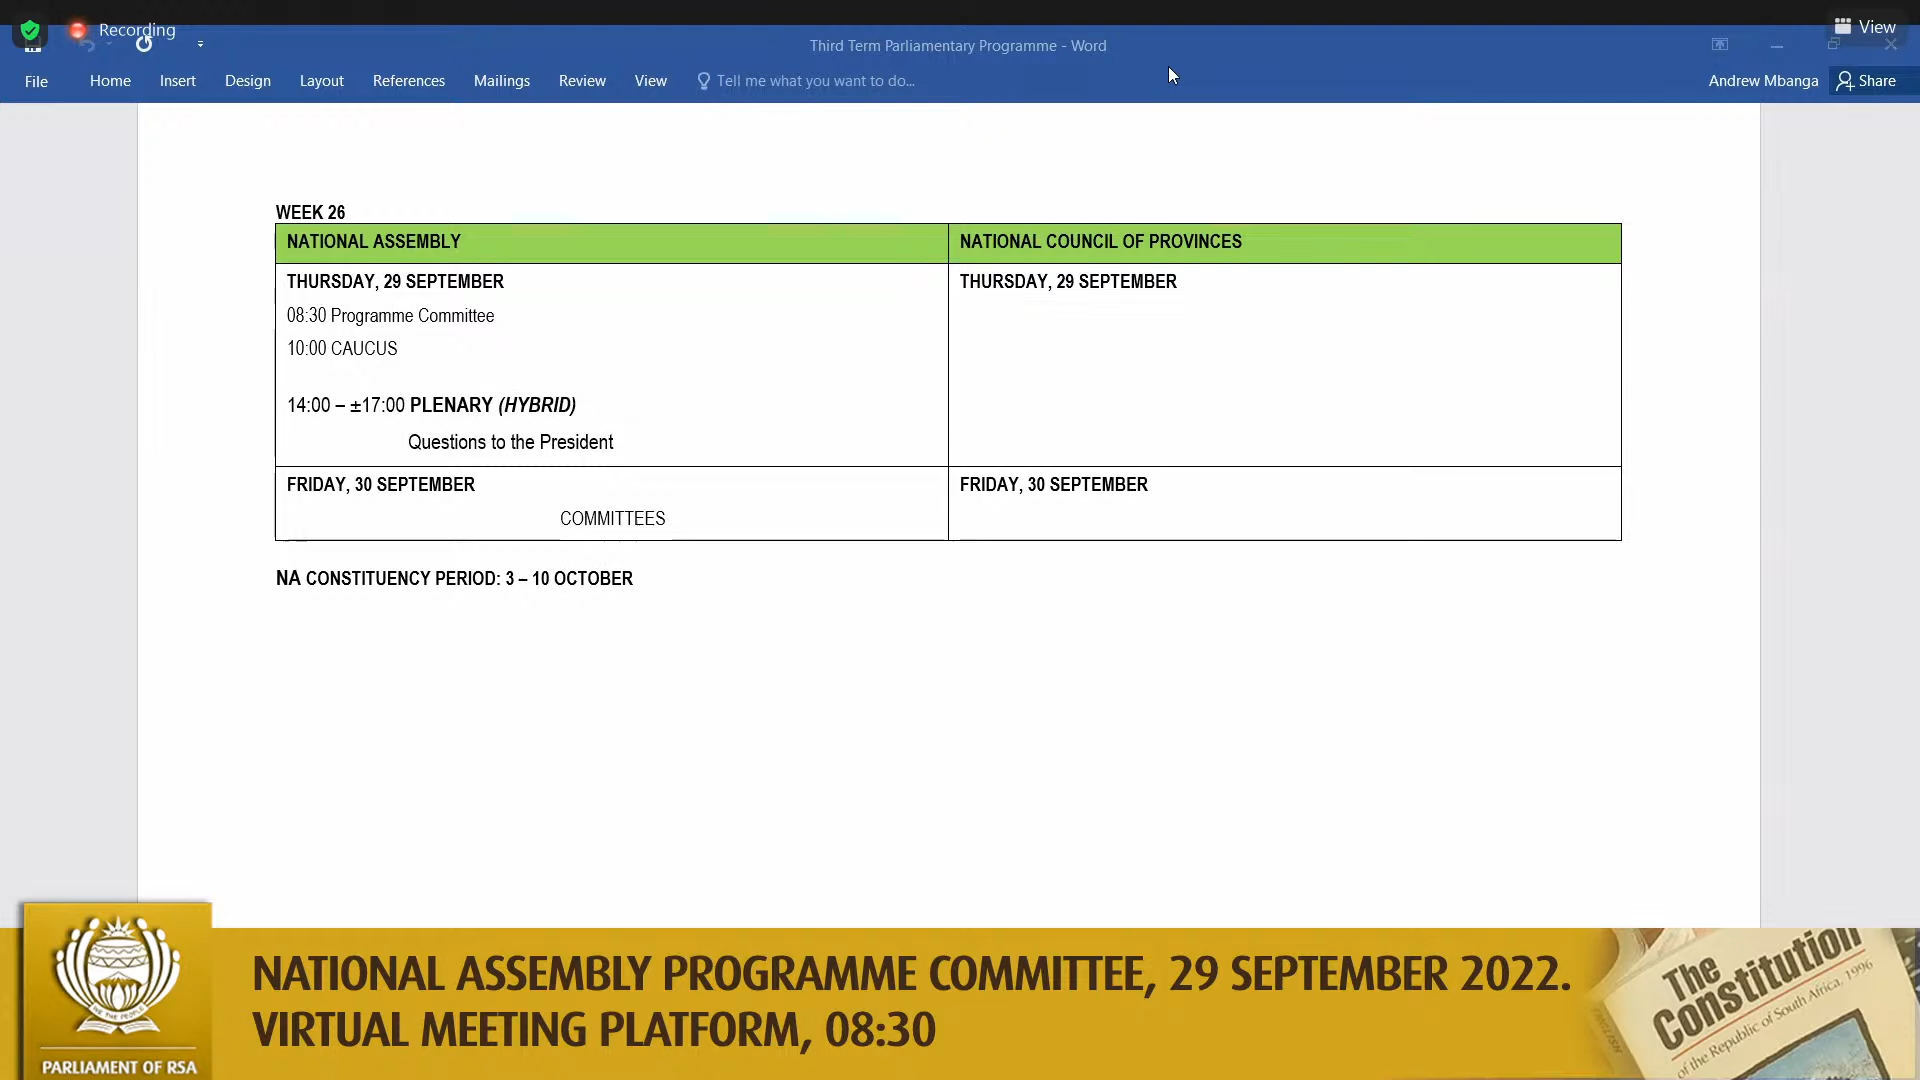 Recording
View
Third Term Parliamentary Programme - Word
File Home Insert Design Layout References Mailings Review View Tell me what you want to do...
Andrew Mbanga Share
WEEK 26
NATIONAL ASSEMBLY
NATIONAL COUNCIL OF PROVINCES
THURSDAY, 29 SEPTEMBER
08:30 Programme Committee
10:00 CAUCUS
14:00 – ±17:00 PLENARY (HYBRID)
Questions to the President
THURSDAY, 29 SEPTEMBER
FRIDAY, 30 SEPTEMBER
COMMITTEES
FRIDAY, 30 SEPTEMBER
NA CONSTITUENCY PERIOD: 3 – 10 OCTOBER
NATIONAL ASSEMBLY PROGRAMME COMMITTEE, 29 SEPTEMBER 2022.
VIRTUAL MEETING PLATFORM, 08:30
WE THE PEOPLE
PARLIAMENT OF RSA
The
Constitution
of the Republic of South Africa, 1996
ENGLISH